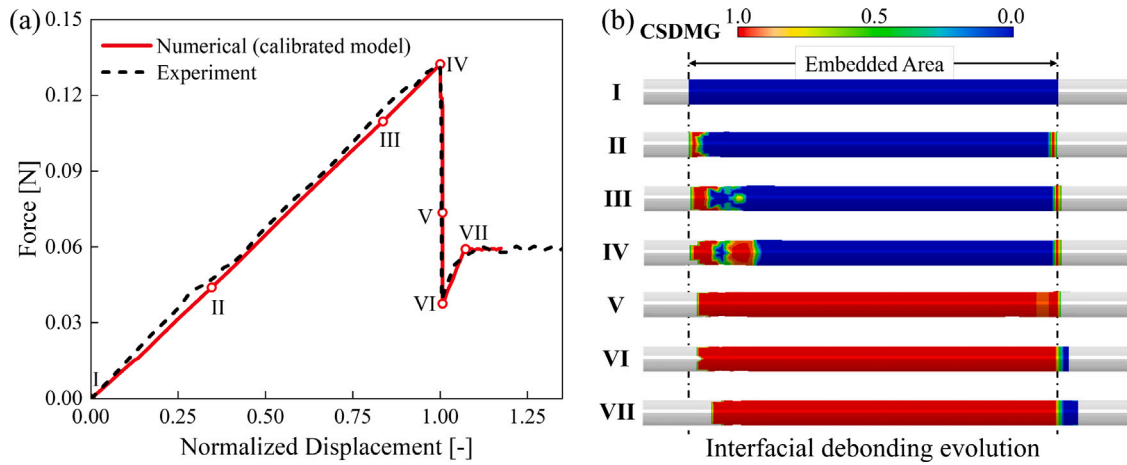 (a)
Force [N]
0.15
0.12
0.09
0.06
0.03
0.00
Numerical (calibrated model)
Experiment
I
II
III
IV
V
VI
VII
0.00 0.25 0.50 0.75 1.00 1.25
Normalized Displacement [-]
(b)
CSDMG 1.0 0.5 0.0
Embedded Area
I
II
III
IV
V
VI
VII
Interfacial debonding evolution